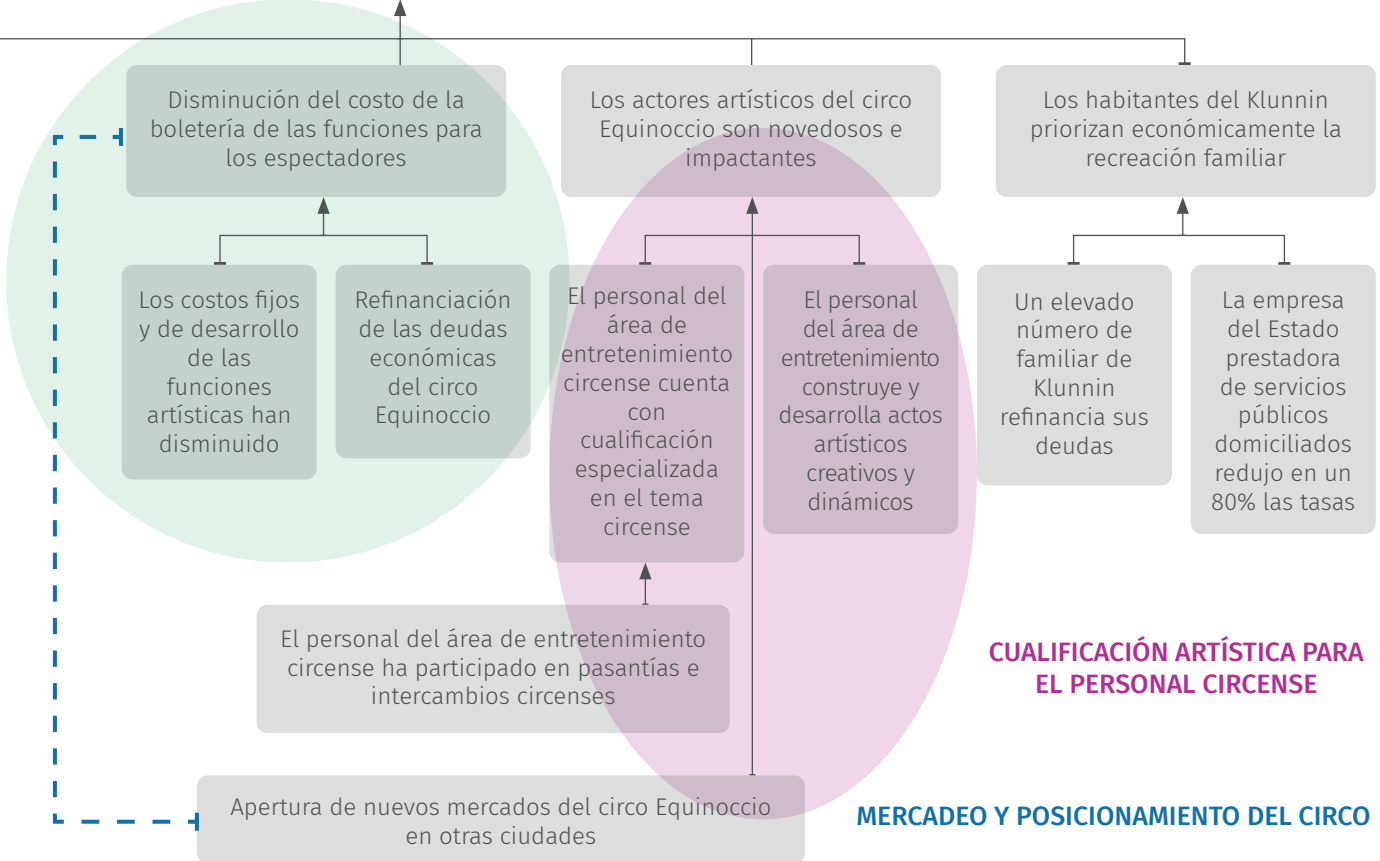 Disminución del costo de la
boletería de las funciones para
los espectadores
Los actores artísticos del circo
Equinoccio son novedosos e
impactantes
Los habitantes del Klunnin
priorizan económicamente la
recreación familiar
Los costos fijos
y de desarrollo
de las
funciones
artísticas han
disminuido
Refinanciación
de las deudas
económicas
del circo
Equinoccio
El personal del
área de
entretenimiento
circense cuenta
con
cualificación
especializada
en el tema
circense
El personal
del área de
entretenimiento
construye y
desarrolla actos
artísticos
creativos y
dinámicos
Un elevado
número de
familiar de
Klunnin
refinancia sus
deudas
La empresa
del Estado
prestadora
de servicios
públicos
domiciliados
redujo en un
80% las tasas
El personal del área de entretenimiento
circense ha participado en pasantías e
intercambios circenses
CUALIFICACIÓN ARTÍSTICA PARA
EL PERSONAL CIRCENSE
Apertura de nuevos mercados del circo Equinoccio
en otras ciudades
MERCADEO Y POSICIONAMIENTO DEL CIRCO